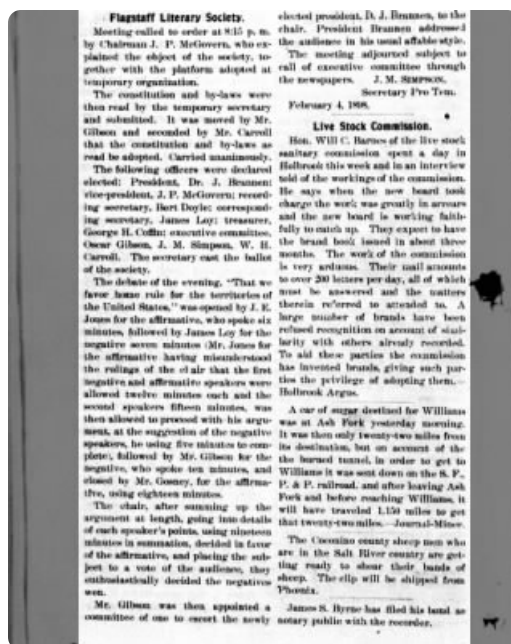 Flagstaff Literary Society.
Meeting called to order at 8:15 p. m.
by Chairman J. P. McGovern, who ex-
plained the object of the society, to-
gether with the platform adopted at
temporary organization.
The constitution and by-laws were
then read by the temporary secretary
and submitted. It was moved by Mr.
Gibson and seconded by Mr. Carroll
that the constitution and by-laws as
read be adopted. Carried unanimously.
The following officers were declared
elected: President, Dr. J. Brannen;
vice-president, J. P. McGovern; record-
ing secretary, Bert Doyle; correspond-
ing secretary, James Loy; treasurer,
George H. Coffin; executive committee,
Oscar Gibson, J. M. Simpson, W. H.
Carroll. The secretary cast the ballot
of the society.
The debate of the evening, "That we
favor home rule for the territories of
the United States," was opened by J. E.
Jones for the affirmative, who spoke six
minutes, followed by James Loy for the
negative seven minutes (Mr. Jones for
the affirmative having misunderstood
the rulings of the chair that the first
negative and affirmative speakers were
allowed twelve minutes each and the
second speakers fifteen minutes, was
then allowed to proceed with his argu-
ment, at the suggestion of the negative
speakers, he using five minutes to com-
plete), followed by Mr. Gibson for the
negative, who spoke ten minutes, and
closed by Mr. Gosney, for the affirma-
tive, using eighteen minutes.
The chair, after summing up the
argument at length, going into details
of each speaker's points, using nineteen
minutes in summation, decided in favor
of the affirmative, and placing the sub-
ject to a vote of the audience, they
enthusiastically decided the negatives
won.
Mr. Gibson was then appointed a
committee of one to escort the newly
elected president, D. J. Brannen, to the
chair. President Brannen addressed
the audience in his usual affable style.
The meeting adjourned subject to
call of executive committee through
the newspapers. J. M. SIMPSON,
Secretary Pro Tem.
February 4, 1898.
Live Stock Commission.
Hon. Will C. Barnes of the live stock
sanitary commission spent a day in
Holbrook this week and in an interview
told of the workings of the commission.
He says when the new board took
charge the work was greatly in arrears
and the new board is working faith-
fully to catch up. They expect to have
the brand book issued in about three
months. The work of the commission
is very arduous. Their mail amounts
to over 200 letters per day, all of which
must be answered and the matters
therein referred to attended to. A
large number of brands have been
refused recognition on account of simi-
larity with others already recorded.
To aid these parties the commission
has invented brands, giving such par-
ties the privilege of adopting them.—
Holbrook Argus.
A car of sugar destined for Williams
was at Ash Fork yesterday morning.
It was then only twenty-two miles from
its destination, but on account of the
the burned tunnel, in order to get to
Williams it was sent down on the S. F.,
P. & P. railroad, and after leaving Ash
Fork and before reaching Williams, it
will have traveled 1,150 miles to get
that twenty-two miles.—Journal-Miner.
The Coconino county sheep men who
are in the Salt River country are get-
ting ready to shear their bands of
sheep. The clip will be shipped from
Phoenix.
James S. Byrne has filed his bond as
notary public with the recorder.